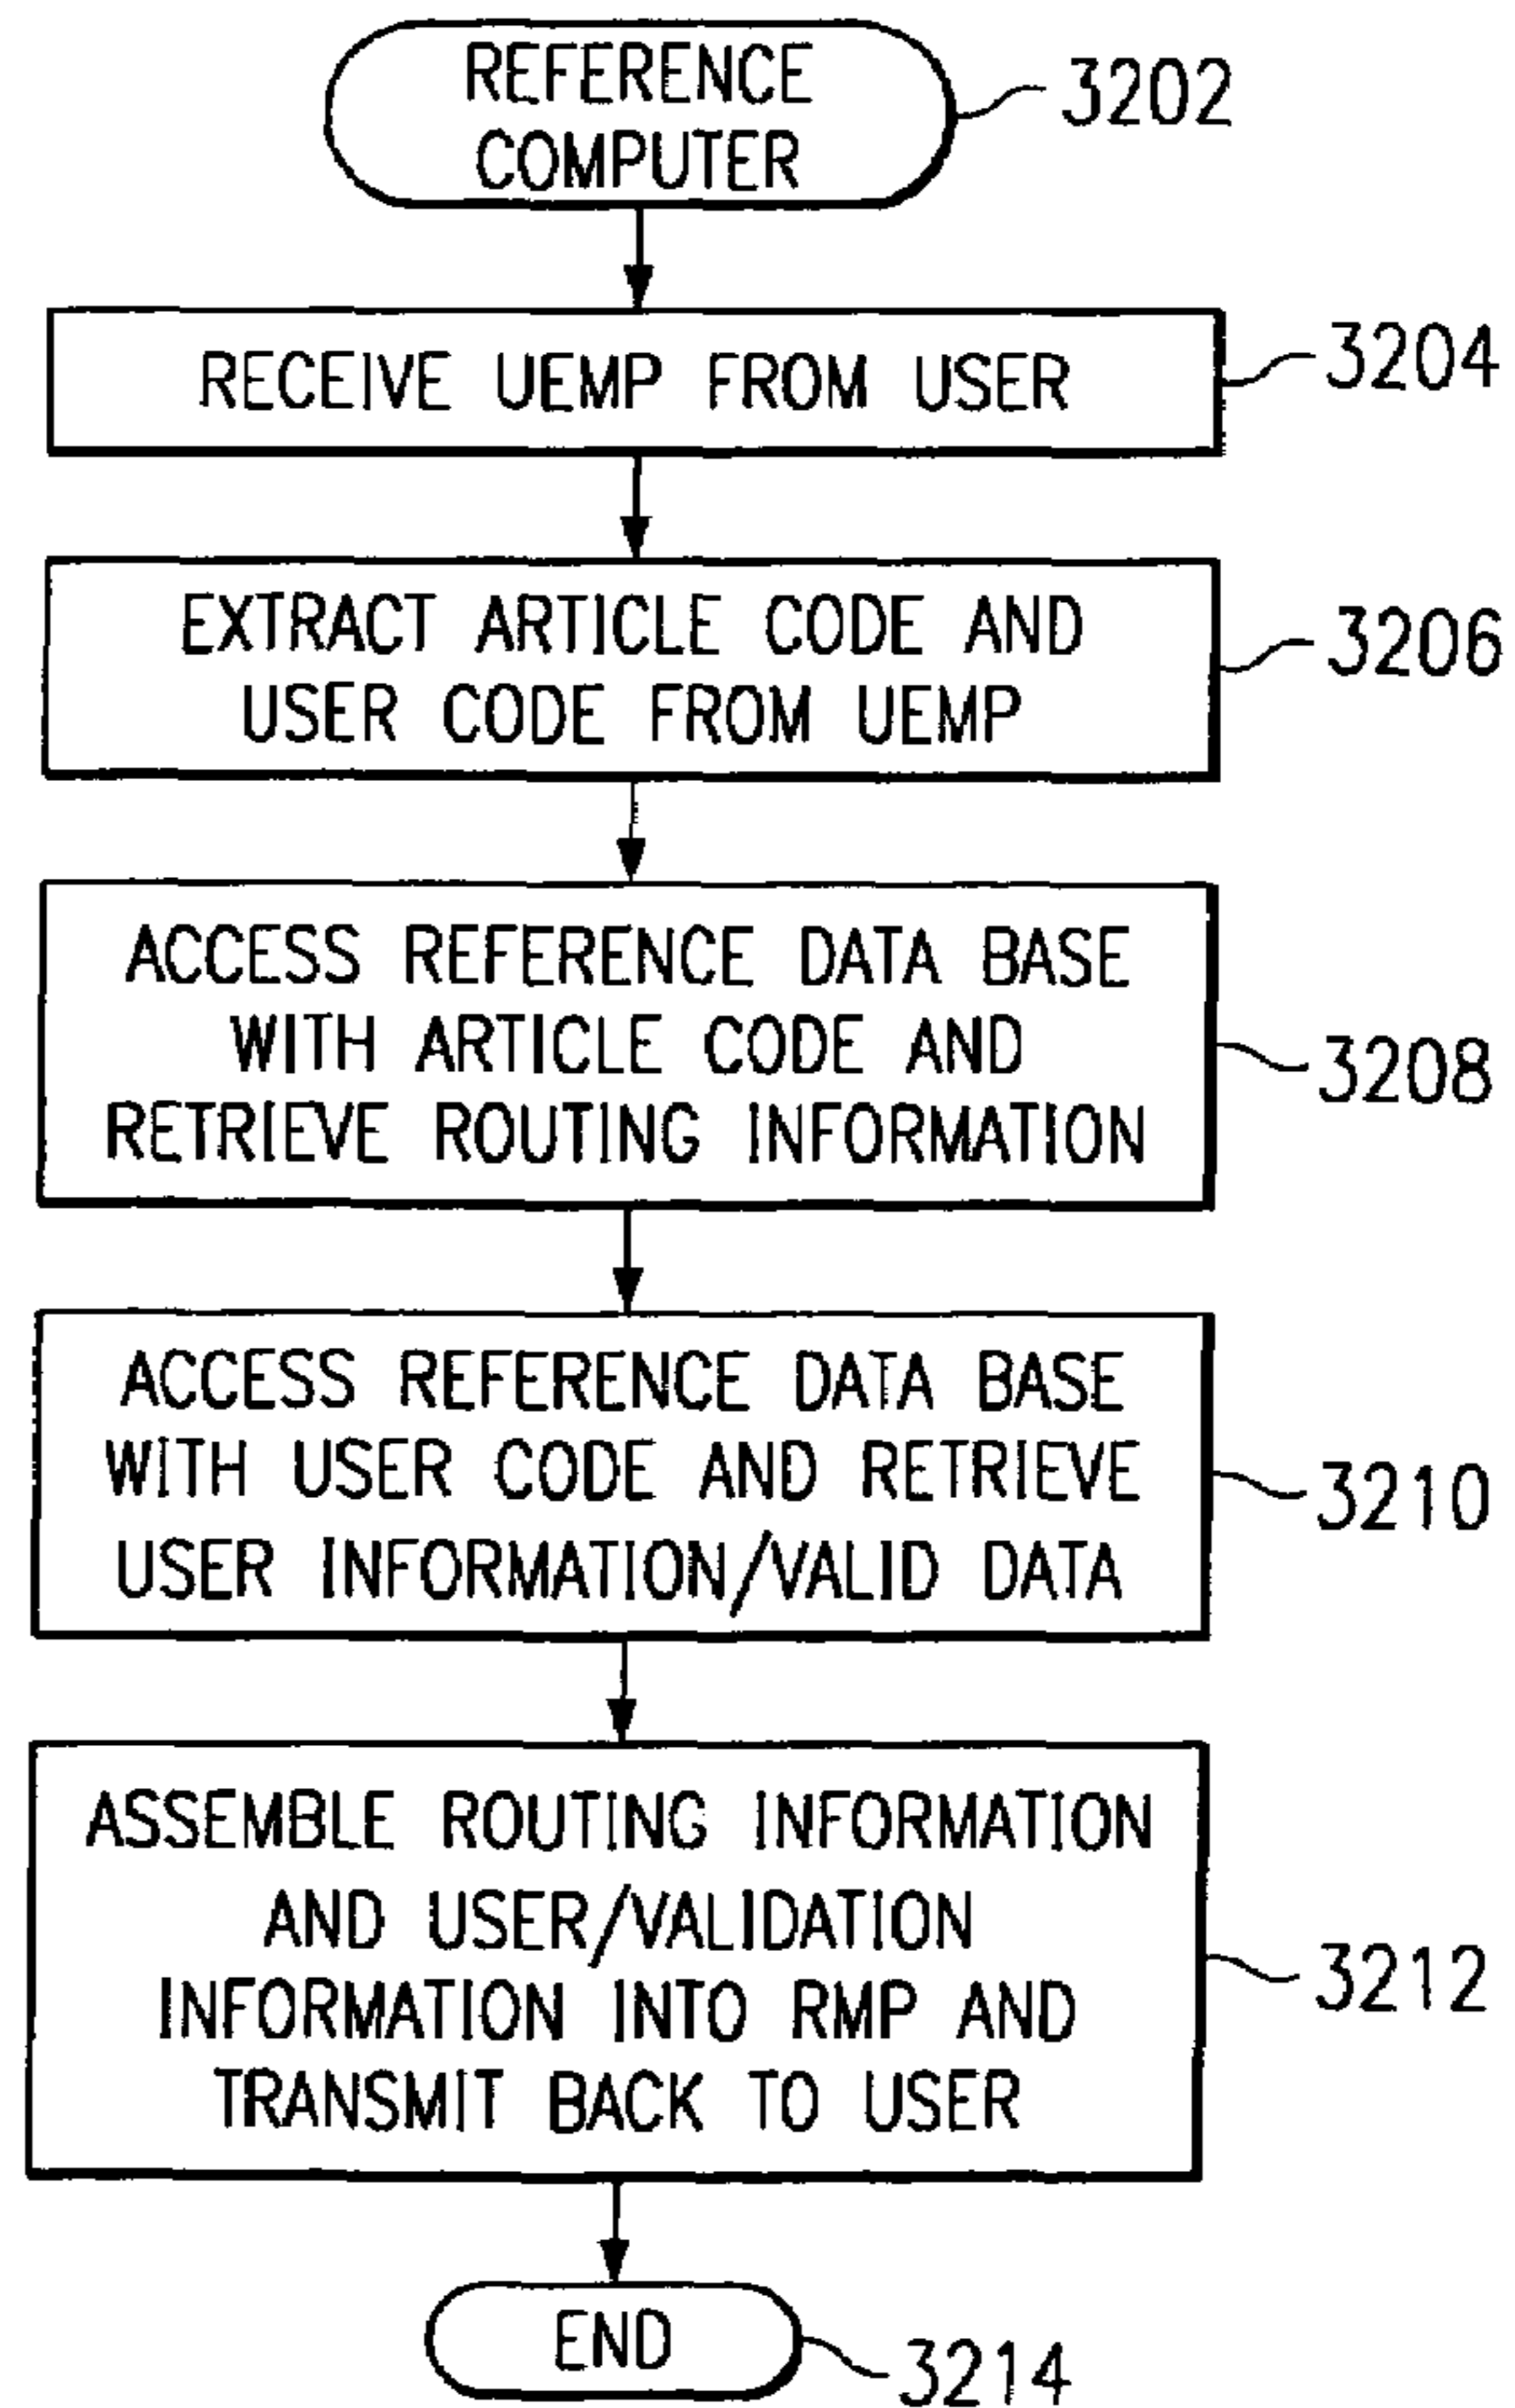 REFERENCE
COMPUTER
3202
RECEIVE UEMP FROM USER
3204
EXTRACT ARTICLE CODE AND
USER CODE FROM UEMP
3206
ACCESS REFERENCE DATA BASE
WITH ARTICLE CODE AND
RETRIEVE ROUTING INFORMATION
3208
ACCESS REFERENCE DATA BASE
WITH USER CODE AND RETRIEVE
USER INFORMATION/VALID DATA
3210
ASSEMBLE ROUTING INFORMATION
AND USER/VALIDATION
INFORMATION INTO RMP AND
TRANSMIT BACK TO USER
3212
END
3214